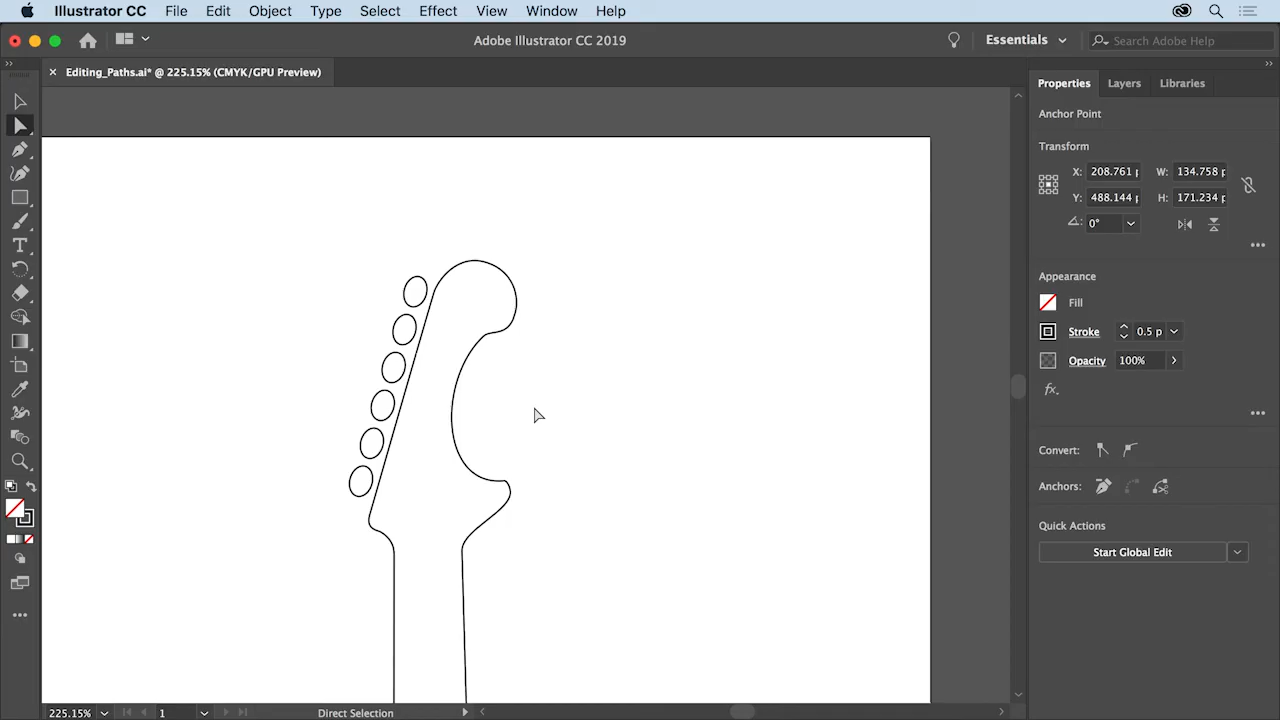 Illustrator CC File Edit Object Type Select Effect View Window Help
Adobe Illustrator CC 2019
Essentials
Search Adobe Help
Editing_Paths.ai* @ 225.15% (CMYK/GPU Preview)
Properties Layers Libraries
Anchor Point
Transform
X: 208.761 p W: 134.758 p
Y: 488.144 p H: 171.234 p
0°
Appearance
Fill
Stroke 0.5 p
Opacity 100%
fx.
Convert:
Anchors:
Quick Actions
Start Global Edit
225.15% 1 Direct Selection